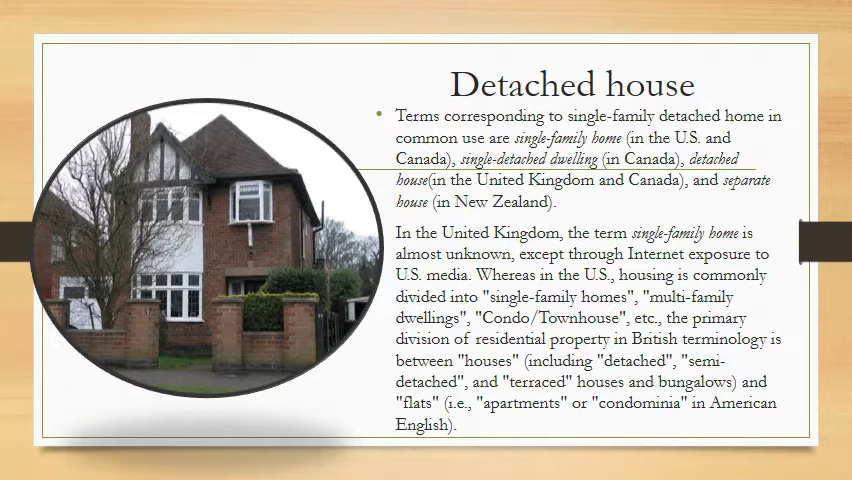 Detached house
• Terms corresponding to single-family detached home in
common use are single-family home (in the U.S. and
Canada), single-detached dwelling (in Canada), detached
house(in the United Kingdom and Canada), and separate
house (in New Zealand).
In the United Kingdom, the term single-family home is
almost unknown, except through Internet exposure to
U.S. media. Whereas in the U.S., housing is commonly
divided into "single-family homes", "multi-family
dwellings", "Condo/Townhouse", etc., the primary
division of residential property in British terminology is
between "houses" (including "detached", "semi-
detached", and "terraced" houses and bungalows) and
"flats" (i.e., "apartments" or "condominia" in American
English).